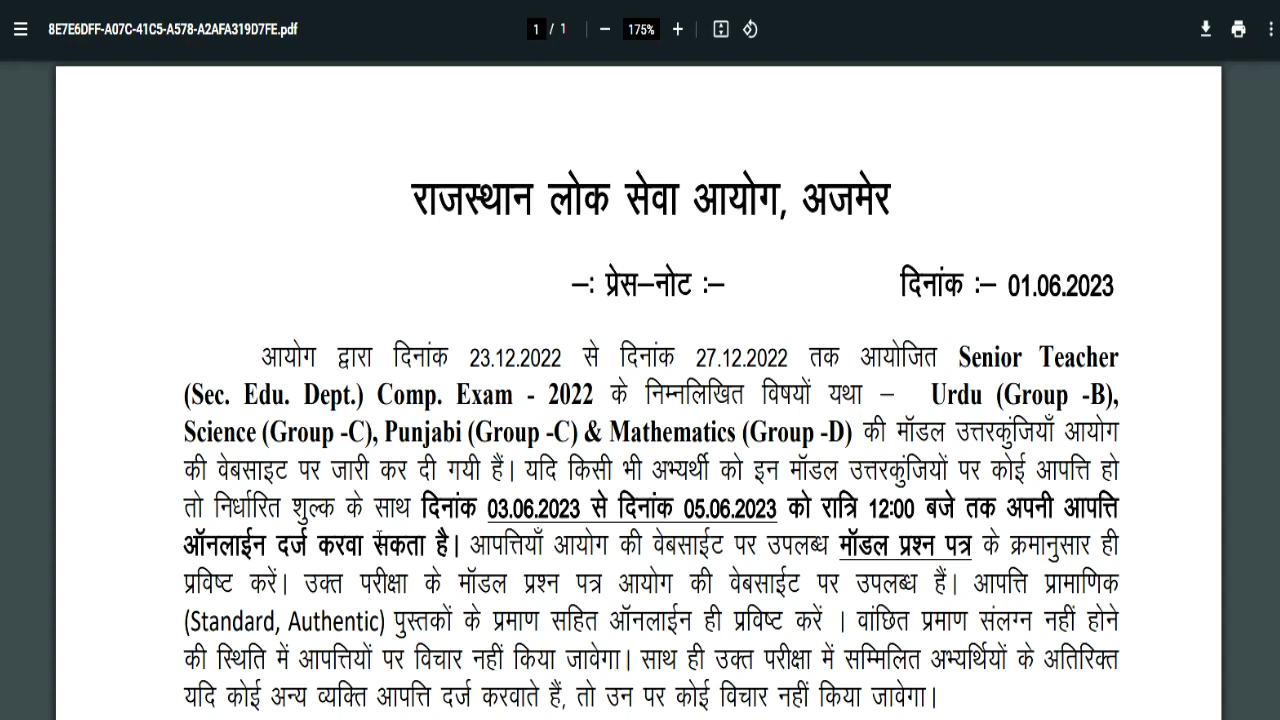 8E7E6DFF-A07C-41C5-A578-A2AFA319D7FE.pdf 1 / 1 175%
राजस्थान लोक सेवा आयोग, अजमेर
–: प्रेस–नोट :– दिनांक :– 01.06.2023
आयोग द्वारा दिनांक 23.12.2022 से दिनांक 27.12.2022 तक आयोजित Senior Teacher
(Sec. Edu. Dept.) Comp. Exam - 2022 के निम्नलिखित विषयों यथा – Urdu (Group -B),
Science (Group -C), Punjabi (Group -C) & Mathematics (Group -D) की मॉडल उत्तरकुंजियाँ आयोग
की वेबसाइट पर जारी कर दी गयी हैं। यदि किसी भी अभ्यर्थी को इन मॉडल उत्तरकुंजियों पर कोई आपत्ति हो
तो निर्धारित शुल्क के साथ दिनांक 03.06.2023 से दिनांक 05.06.2023 को रात्रि 12:00 बजे तक अपनी आपत्ति
ऑनलाईन दर्ज करवा सकता है। आपत्तियाँ आयोग की वेबसाईट पर उपलब्ध मॉडल प्रश्न पत्र के क्रमानुसार ही
प्रविष्ट करें। उक्त परीक्षा के मॉडल प्रश्न पत्र आयोग की वेबसाईट पर उपलब्ध हैं। आपत्ति प्रामाणिक
(Standard, Authentic) पुस्तकों के प्रमाण सहित ऑनलाईन ही प्रविष्ट करें । वांछित प्रमाण संलग्न नहीं होने
की स्थिति में आपत्तियों पर विचार नहीं किया जावेगा। साथ ही उक्त परीक्षा में सम्मिलित अभ्यर्थियों के अतिरिक्त
यदि कोई अन्य व्यक्ति आपत्ति दर्ज करवाते हैं, तो उन पर कोई विचार नहीं किया जावेगा।